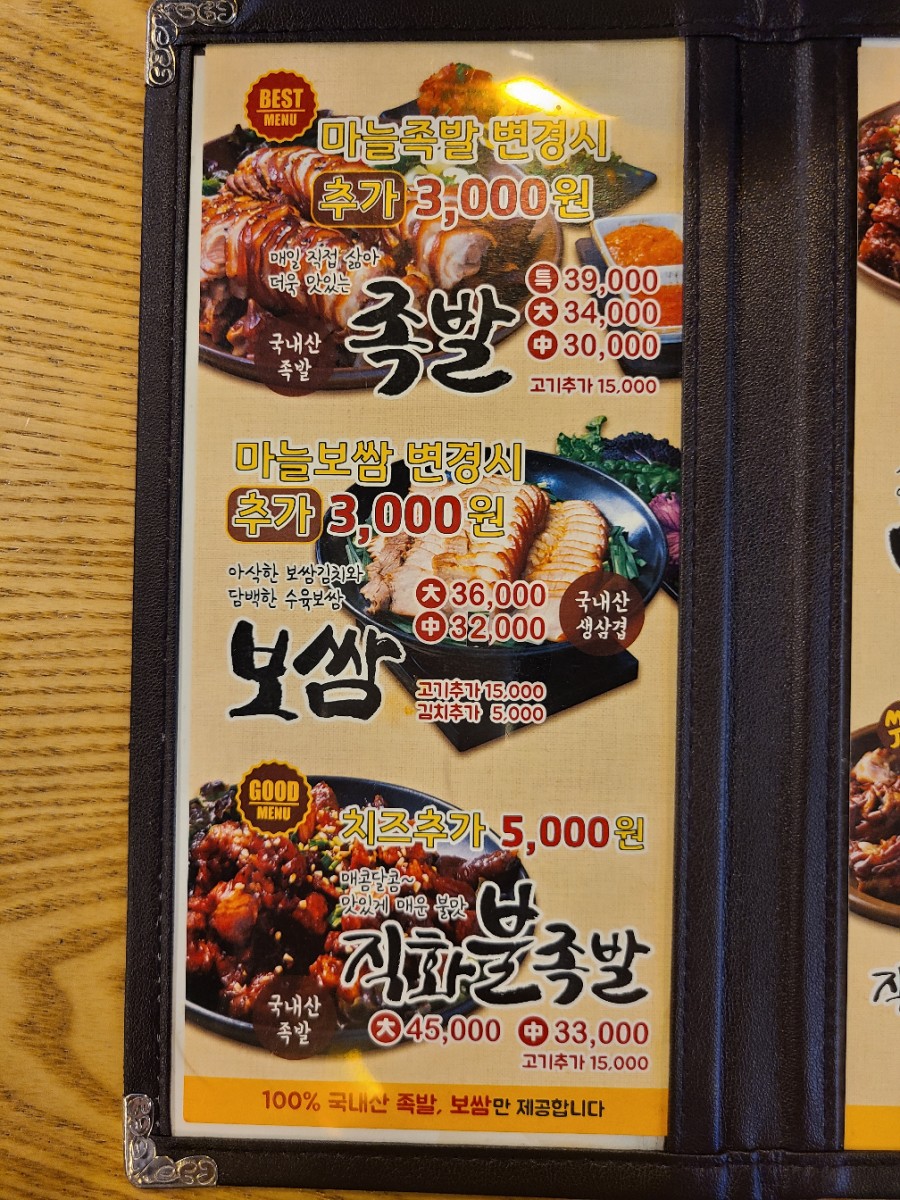 BEST
MENU
마늘족발 변경시
추가 3,000원
매일 직접 삶아
더욱 맛있는
족발
국내산
족발
특 39,000
大 34,000
中 30,000
고기추가 15,000
마늘보쌈 변경시
추가 3,000원
아삭한 보쌈김치와
담백한 수육보쌈
보쌈
大 36,000
中 32,000
국내산
생삼겹
고기추가 15,000
김치추가 5,000
GOOD
MENU
치즈추가 5,000원
매콤달콤~
맛있게 매운 불맛
직화불족발
국내산
족발
大 45,000 中 33,000
고기추가 15,000
100% 국내산 족발, 보쌈만 제공합니다